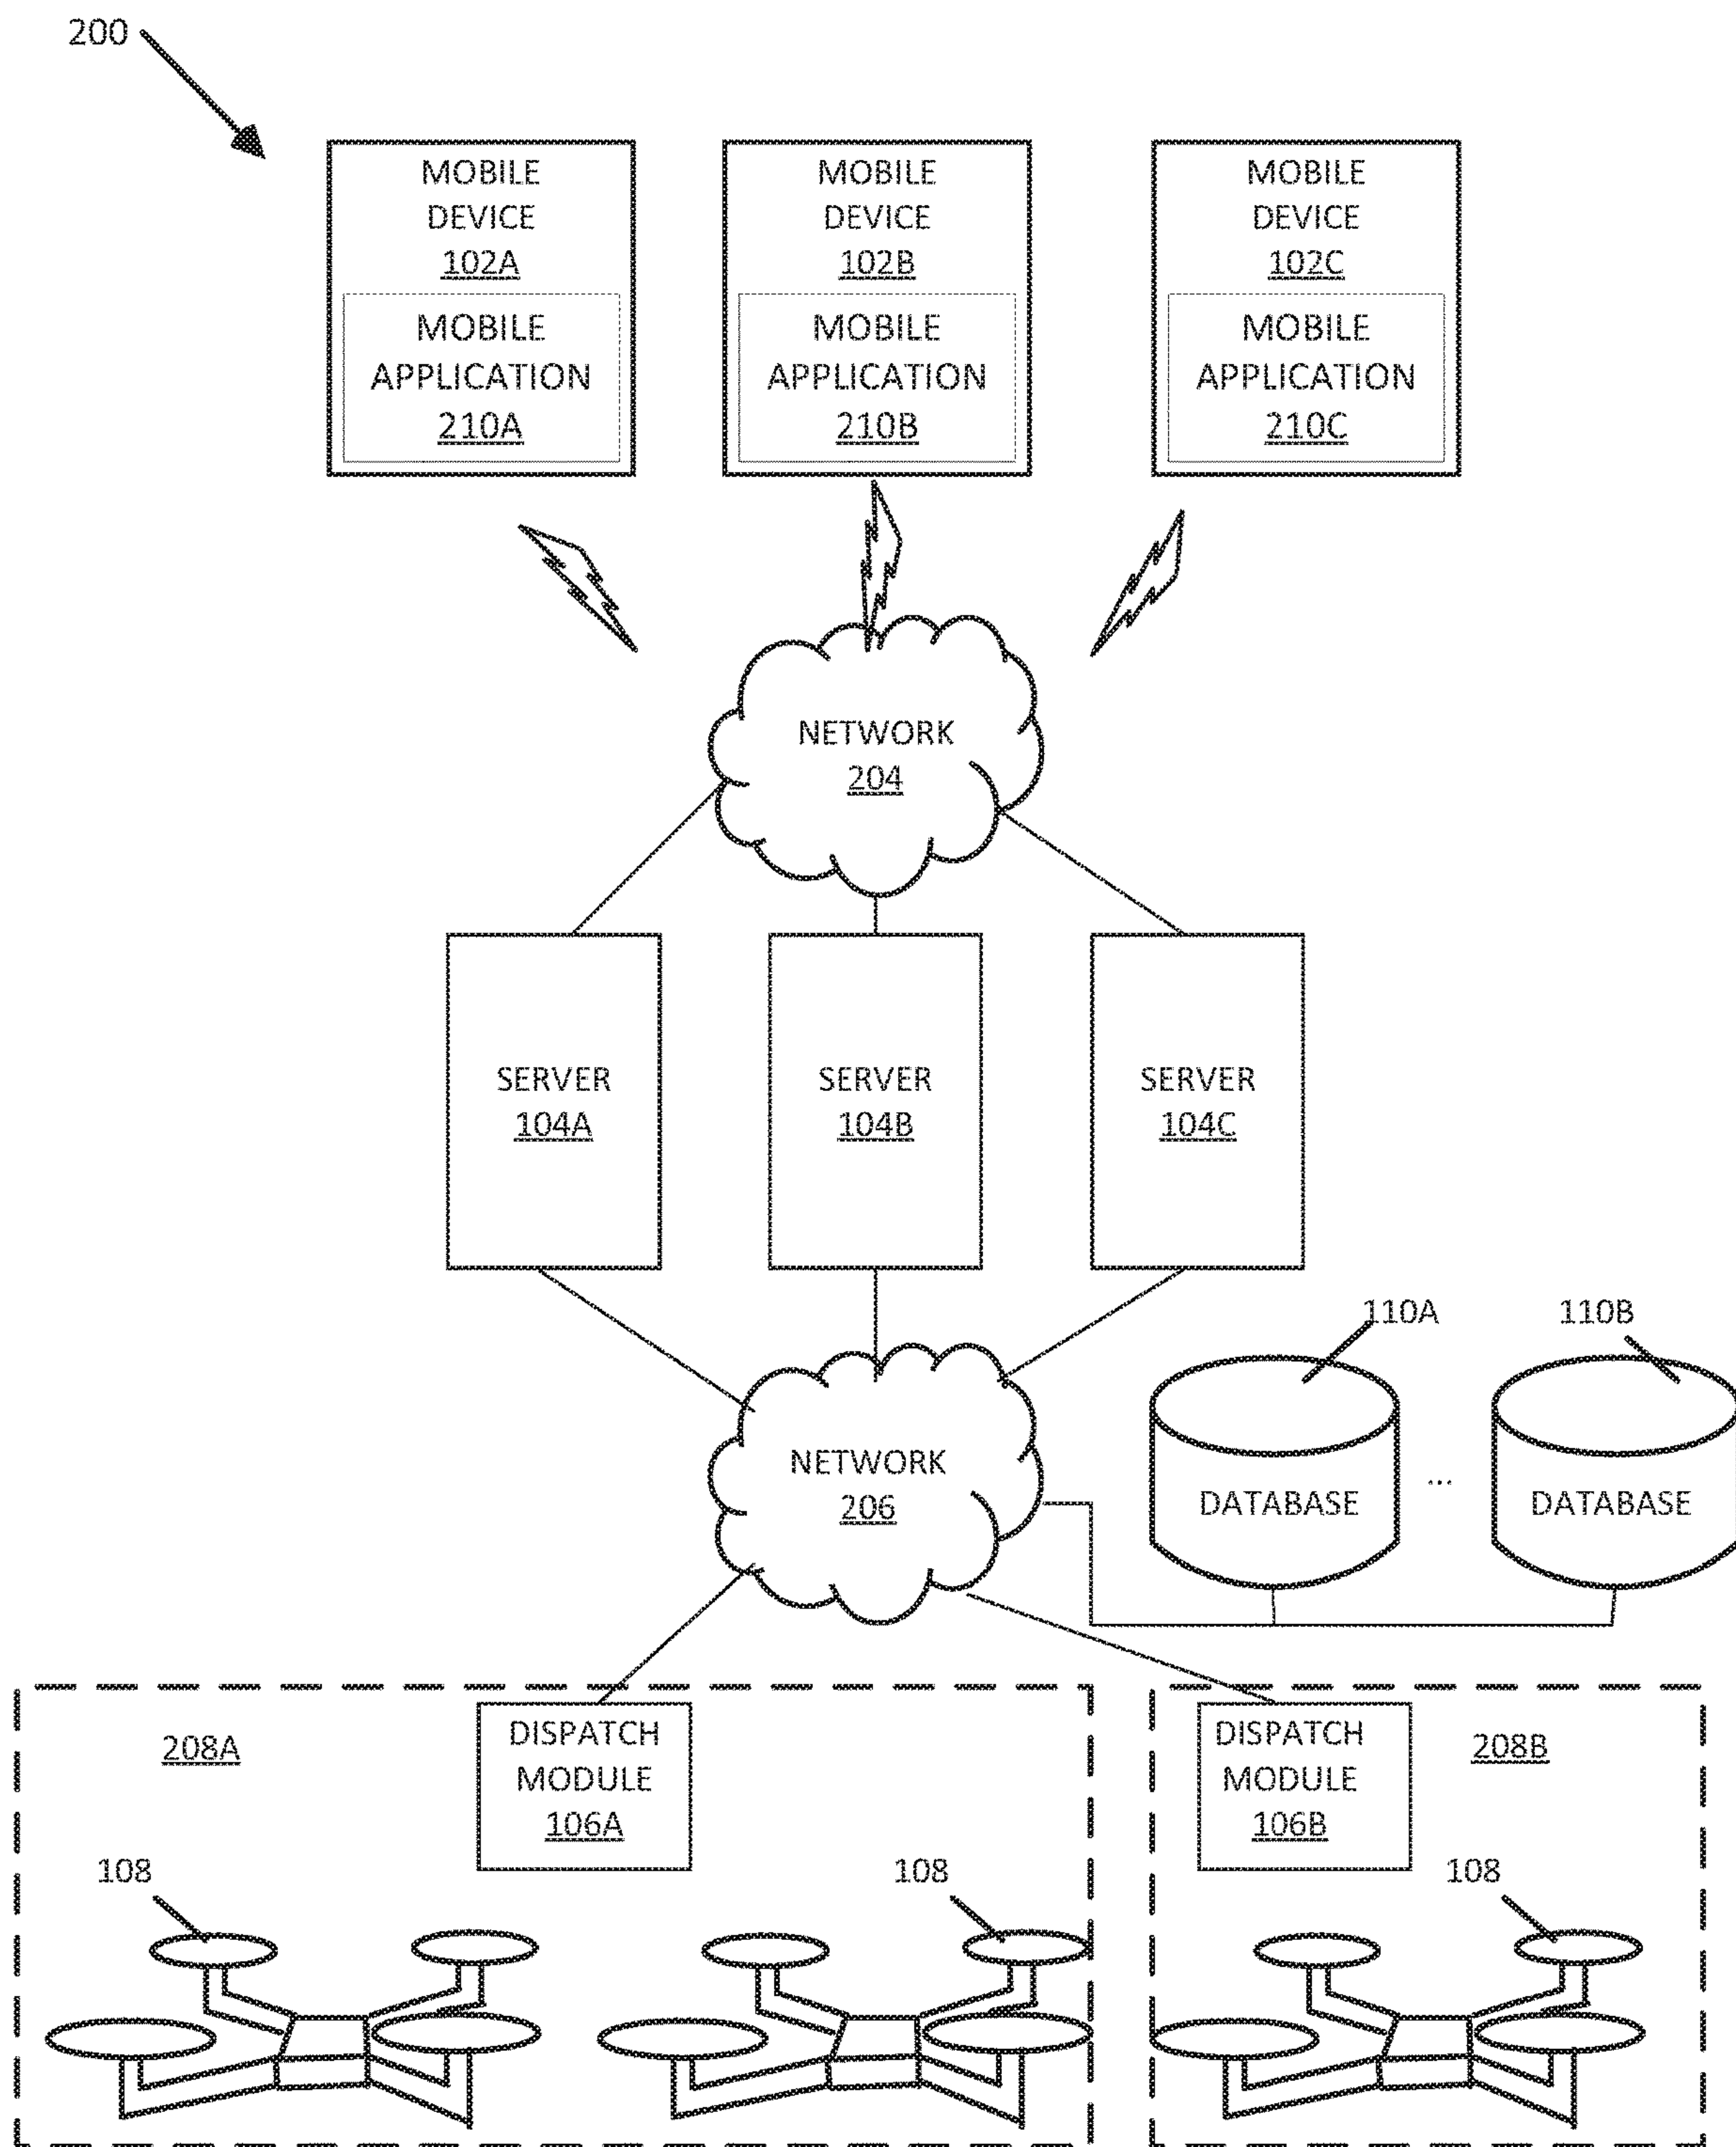 200
MOBILE
DEVICE
102A
MOBILE
APPLICATION
210A
MOBILE
DEVICE
102B
MOBILE
APPLICATION
210B
MOBILE
DEVICE
102C
MOBILE
APPLICATION
210C
NETWORK
204
SERVER
104A
SERVER
104B
SERVER
104C
110A
110B
NETWORK
206
DATABASE
...
DATABASE
208A
DISPATCH
MODULE
106A
DISPATCH
MODULE
106B
208B
108
108
108